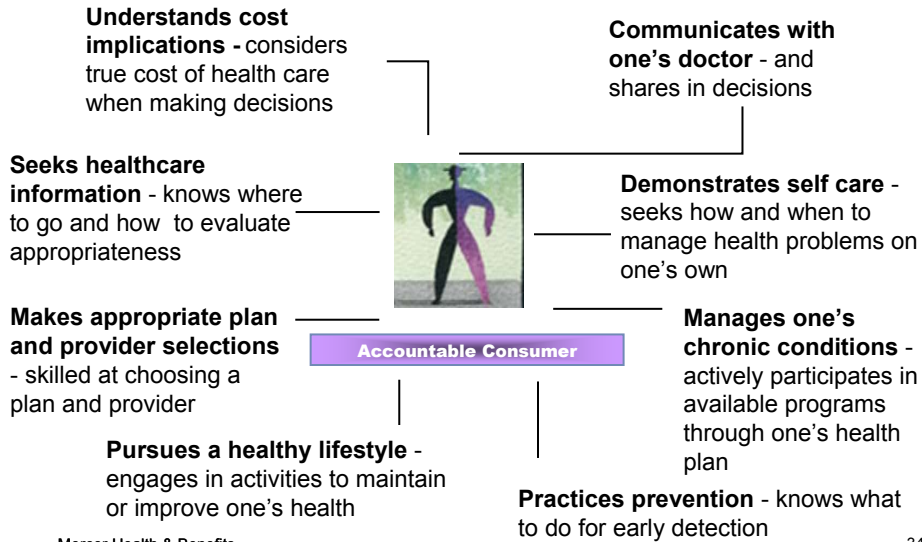 Understands cost
implications - considers
true cost of health care
when making decisions
Communicates with
one's doctor - and
shares in decisions
Seeks healthcare
information - knows where
to go and how to evaluate
appropriateness
Demonstrates self care -
seeks how and when to
manage health problems on
one's own
Makes appropriate plan
and provider selections
- skilled at choosing a
plan and provider
Accountable Consumer
Manages one's
chronic conditions -
actively participates in
available programs
through one's health
plan
Pursues a healthy lifestyle -
engages in activities to maintain
or improve one's health
Practices prevention - knows what
to do for early detection
Mercer Health & Benefits
34